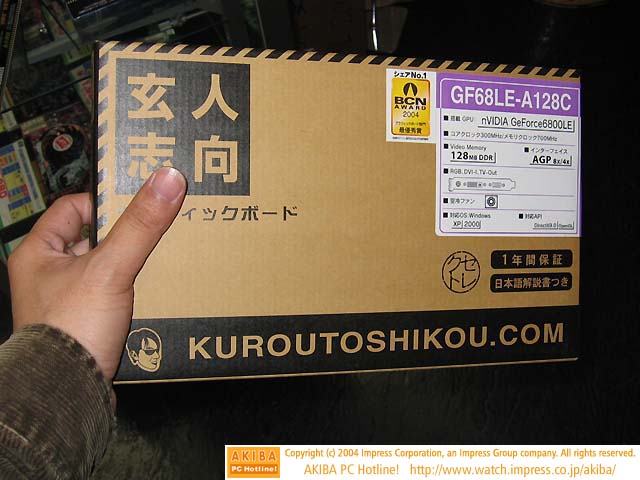 玄人
志向
ィックボード
シェアNo.1
BCN
AWARD
2004
最優秀賞
GF68LE-A128C
■搭載GPU: nVIDIA GeForce6800LE
■コアクロック300MHz/メモリクロック700MHz
■Video Memory
128MB DDR
■インターフェイス
AGP 8x/4x
■RGB, DVI-I, TV-Out
■空冷ファン
■対応OS: Windows
XP 2000
■対応API
DirectX9.0 OpenGL
クセトレ
1年間保証
日本語解説書つき
KUROUTOSHIKOU.COM
AKIBA
PC Hotline!
Copyright (c) 2004 Impress Corporation, an Impress Group company. All rights reserved.
AKIBA PC Hotline! http://www.watch.impress.co.jp/akiba/